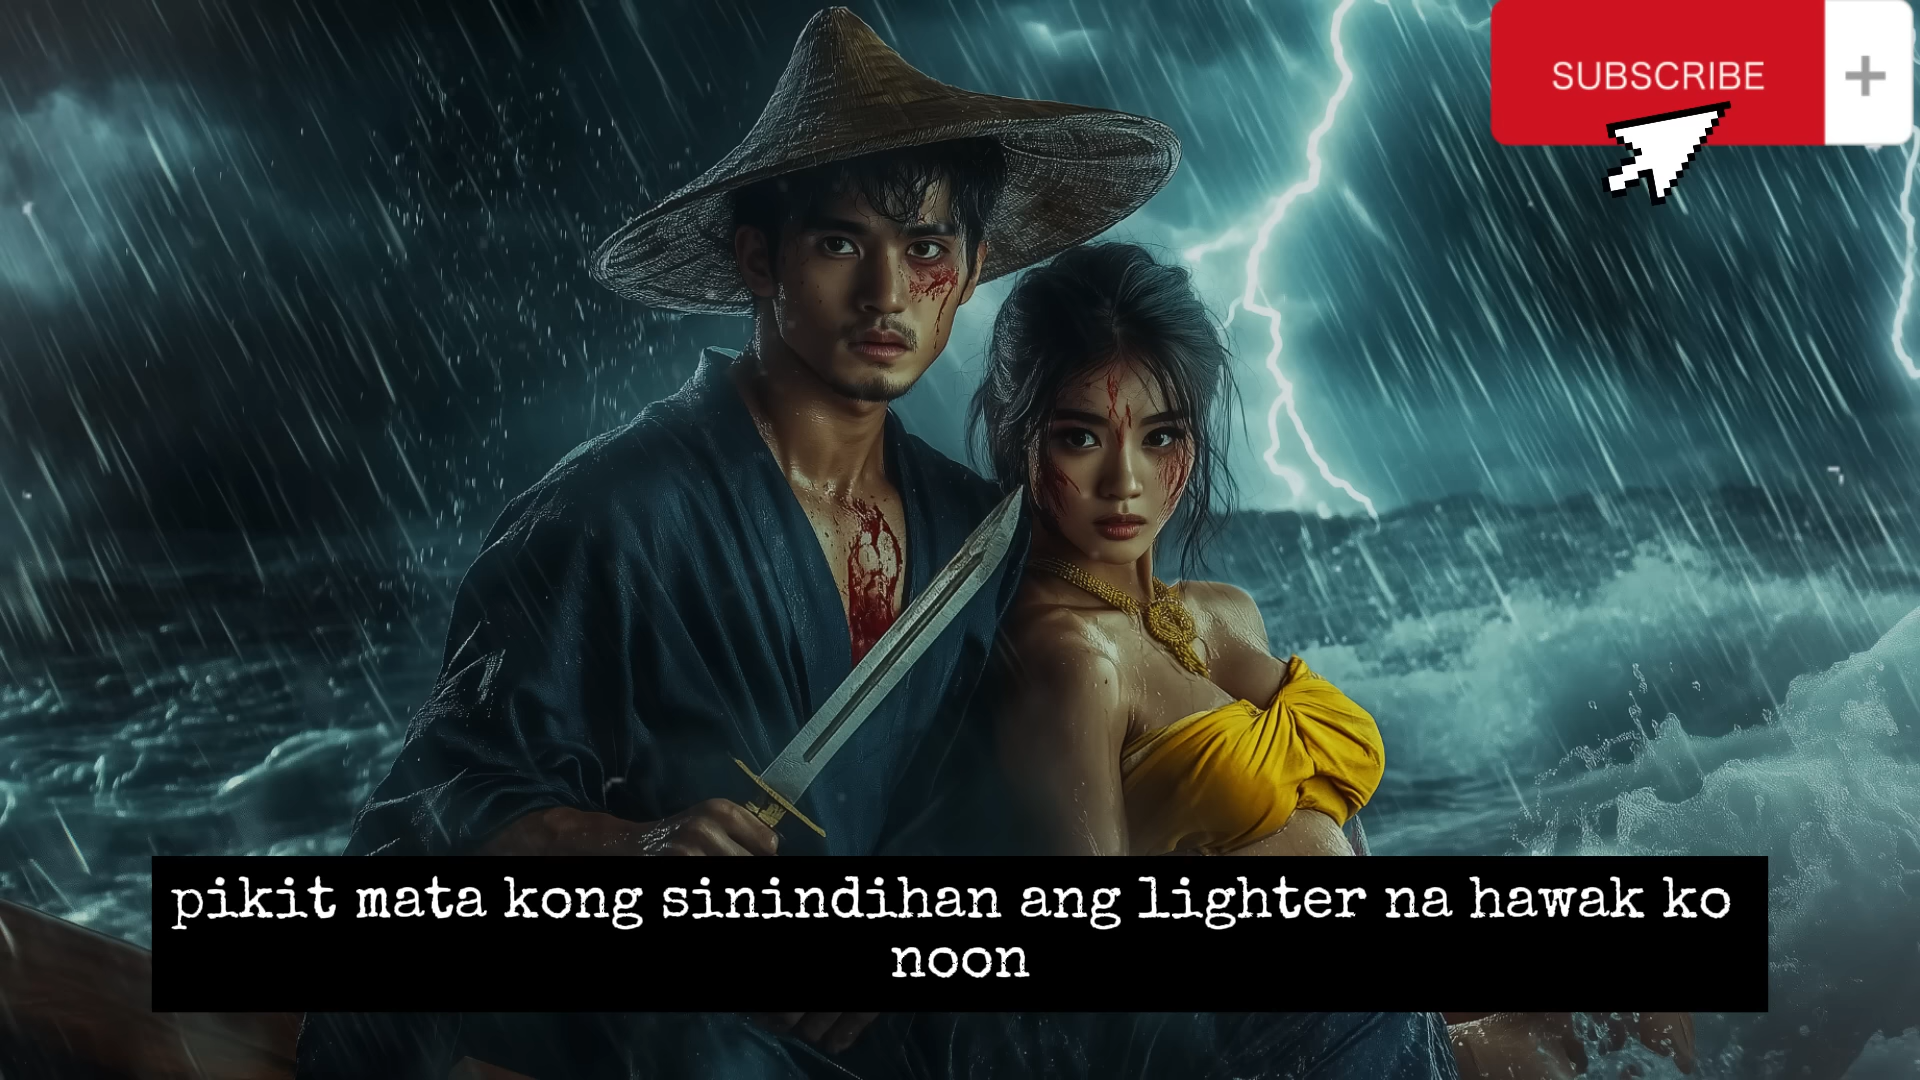 SUBSCRIBE +
pikit mata kong sinindihan ang lighter na hawak ko
noon